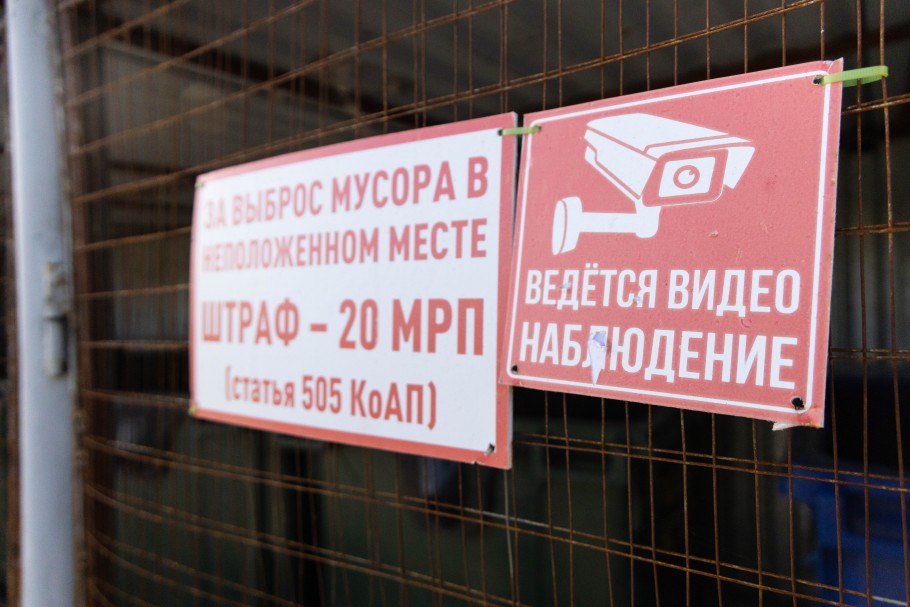 ЗА ВЫБРОС МУСОРА В
НЕПОЛОЖЕННОМ МЕСТЕ
ШТРАФ – 20 МРП
(статья 505 КоАП)
ВЕДЁТСЯ ВИДЕО
НАБЛЮДЕНИЕ